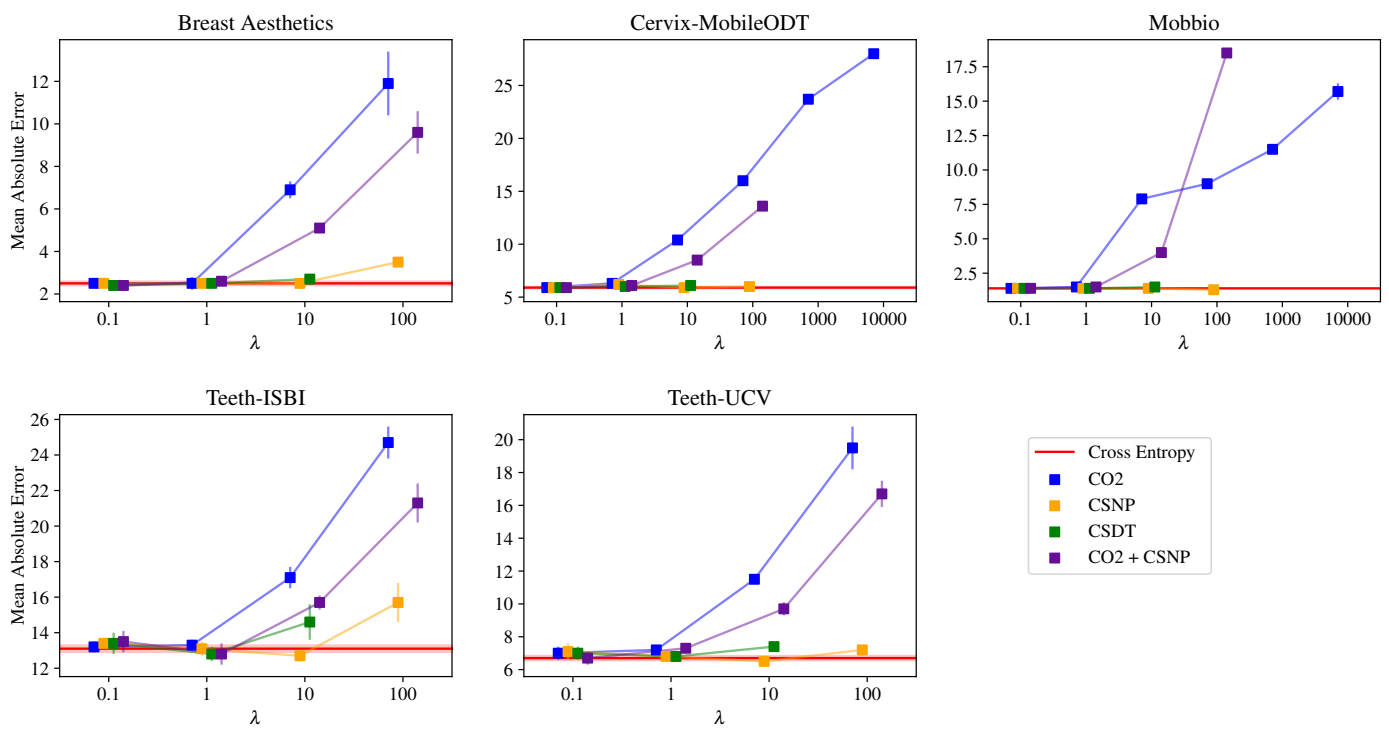 Breast Aesthetics
Mean Absolute Error
12
10
8
6
4
2
0.1 1 10 100
λ
Cervix-MobileODT
25
20
15
10
5
0.1 1 10 100 1000 10000
λ
Mobbio
17.5
15.0
12.5
10.0
7.5
5.0
2.5
0.1 1 10 100 1000 10000
λ
Teeth-ISBI
Mean Absolute Error
26
24
22
20
18
16
14
12
0.1 1 10 100
λ
Teeth-UCV
20
18
16
14
12
10
8
6
0.1 1 10 100
λ
Cross Entropy
CO2
CSNP
CSDT
CO2 + CSNP